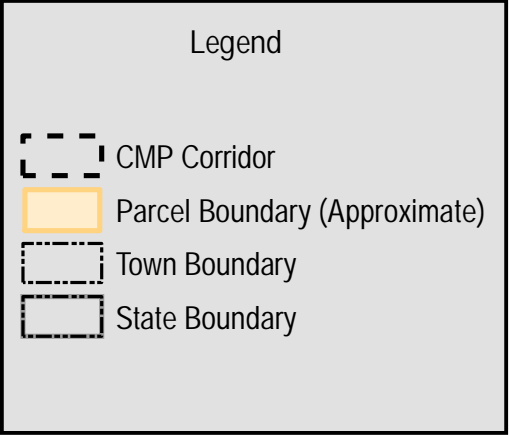 Legend
CMP Corridor
Parcel Boundary (Approximate)
Town Boundary
State Boundary